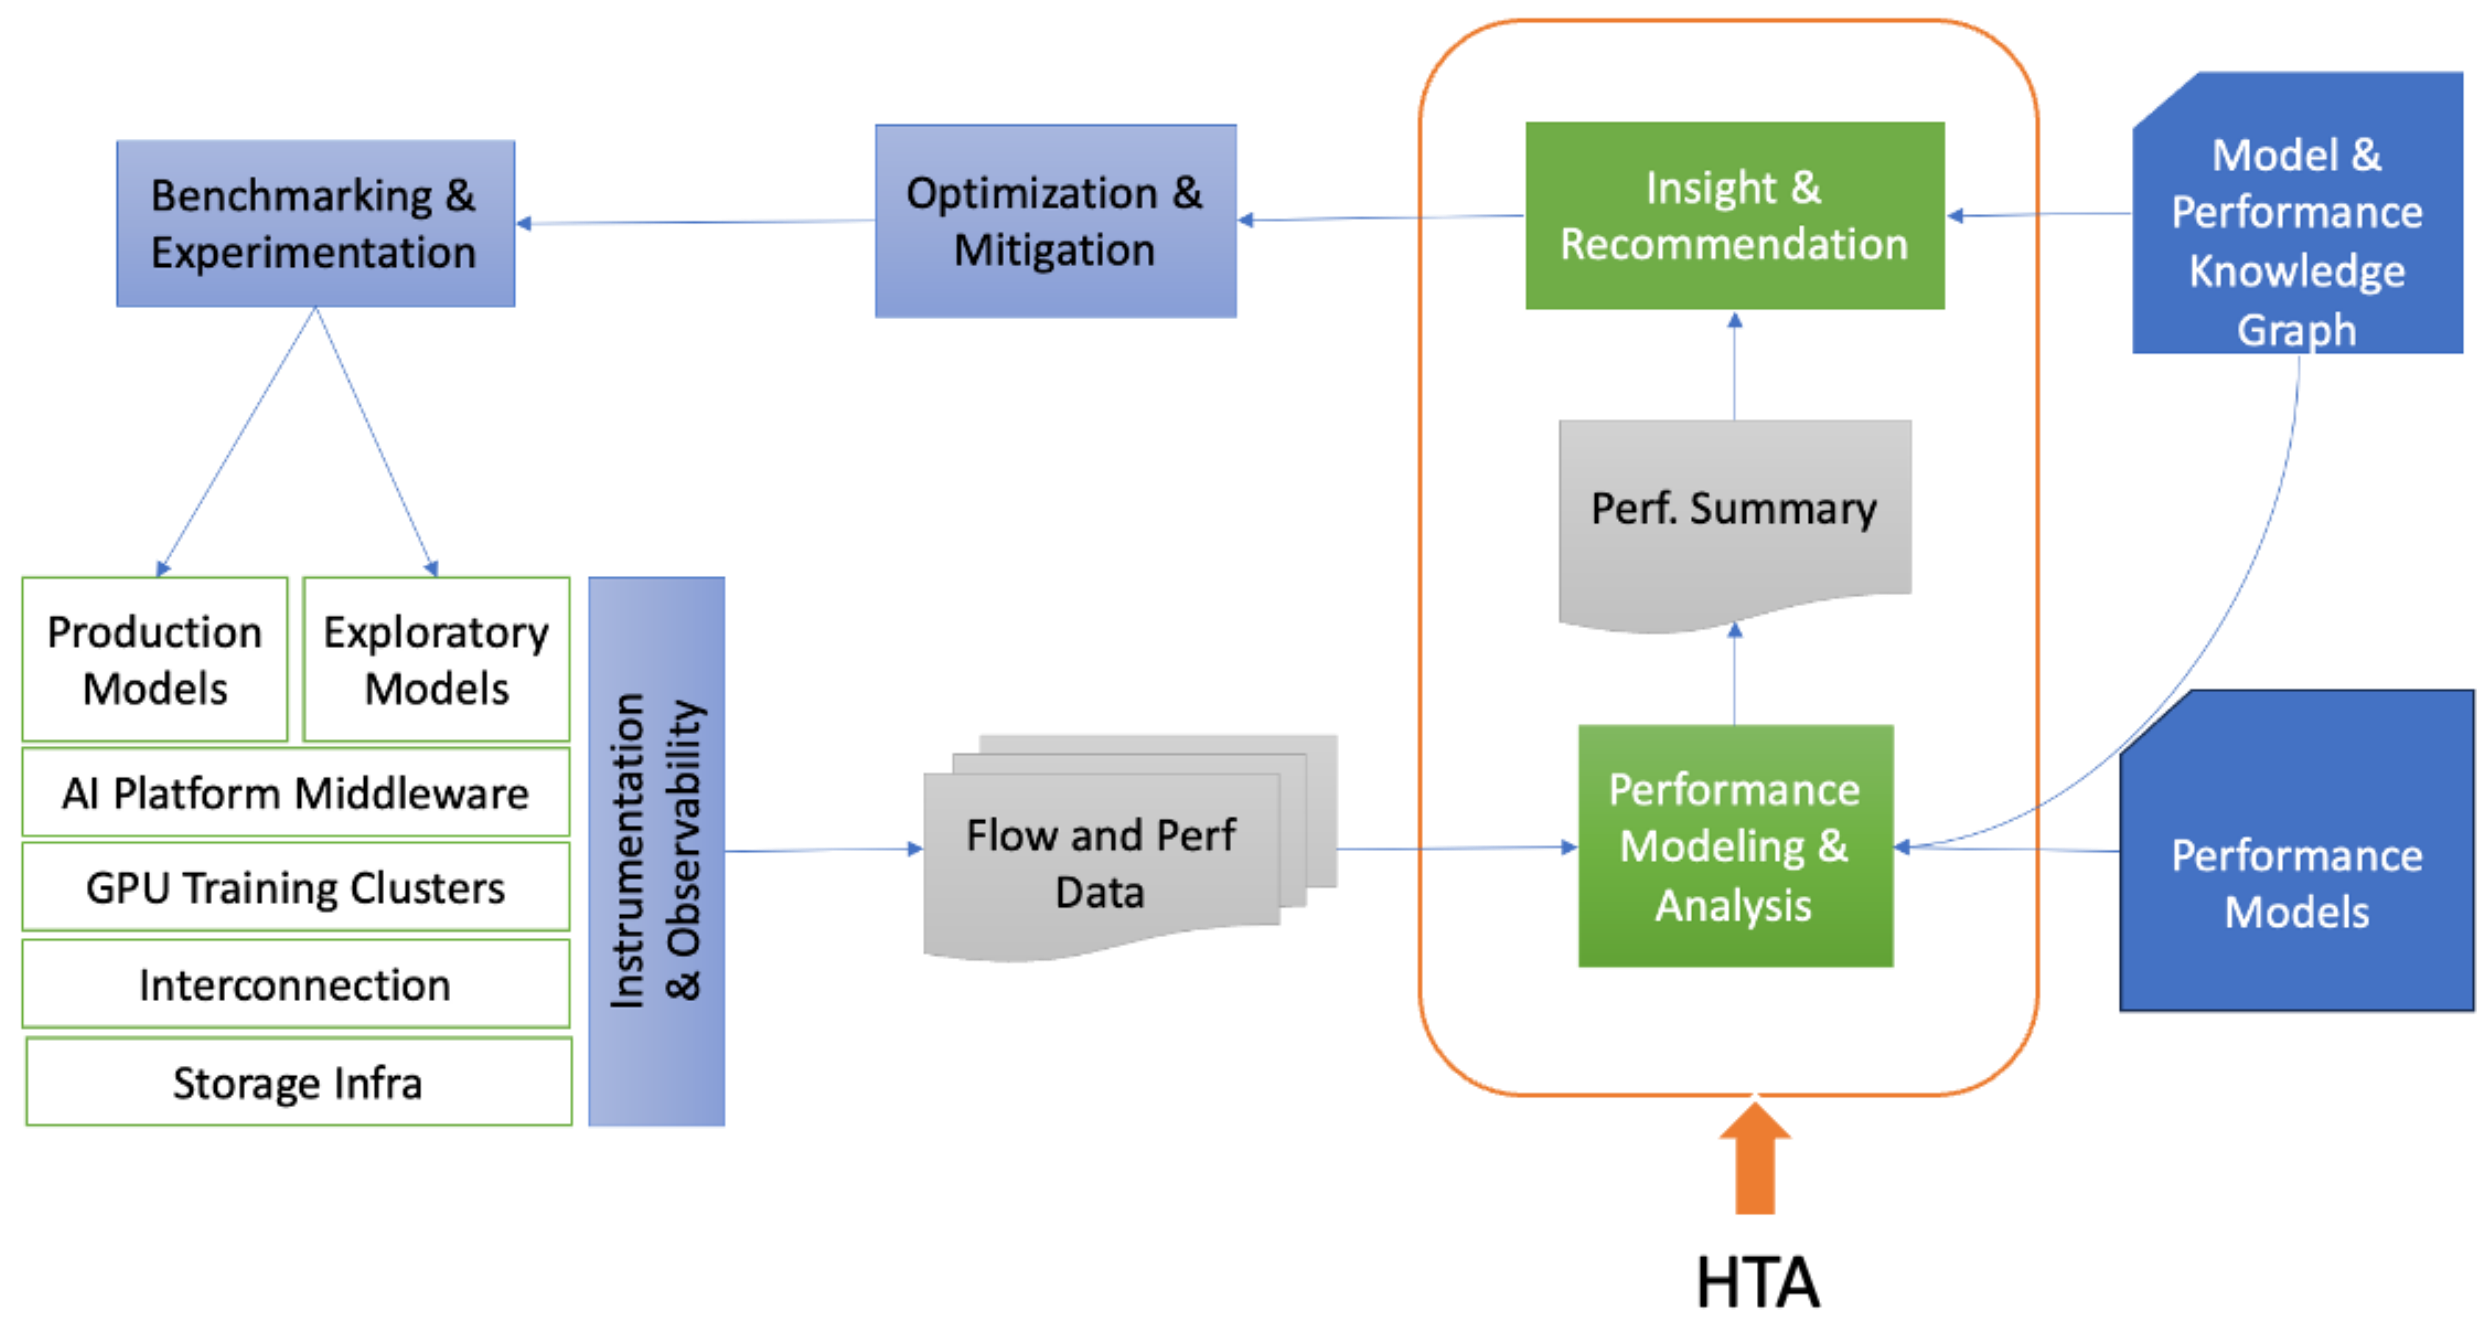 Benchmarking &
Experimentation
Optimization &
Mitigation
Insight &
Recommendation
Model &
Performance
Knowledge
Graph
Perf. Summary
Production
Models
Exploratory
Models
AI Platform Middleware
GPU Training Clusters
Interconnection
Storage Infra
Instrumentation
& Observability
Flow and Perf
Data
Performance
Modeling &
Analysis
Performance
Models
HTA